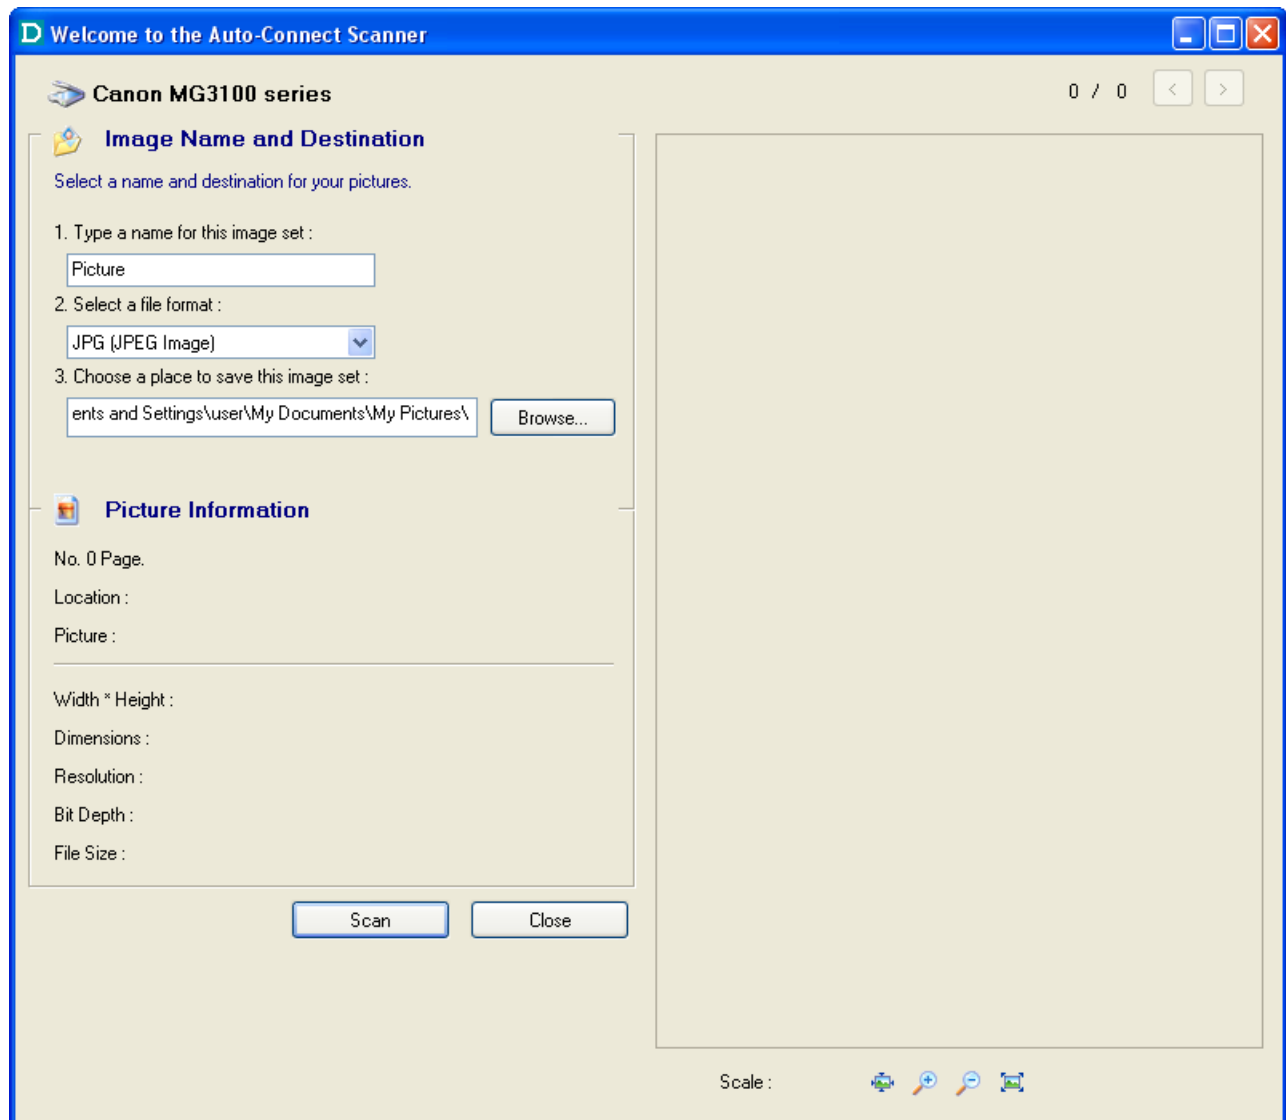 D Welcome to the Auto-Connect Scanner
Canon MG3100 series
0 / 0 < >
Image Name and Destination
Select a name and destination for your pictures.
1. Type a name for this image set :
Picture
2. Select a file format :
JPG (JPEG Image)
3. Choose a place to save this image set :
ents and Settings\user\My Documents\My Pictures\
Browse...
Picture Information
No. 0 Page.
Location :
Picture :
Width * Height :
Dimensions :
Resolution :
Bit Depth :
File Size :
Scan Close
Scale :